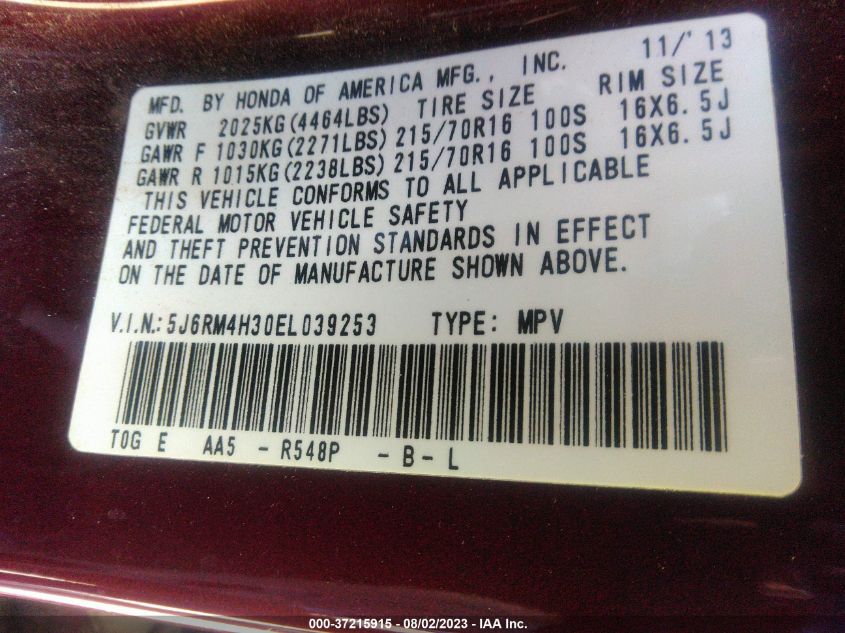 11/'13
MFD. BY HONDA OF AMERICA MFG., INC.
GVWR 2025KG(4464LBS) TIRE SIZE RIM SIZE
GAWR F 1030KG(2271LBS) 215/70R16 100S 16X6.5J
GAWR R 1015KG(2238LBS) 215/70R16 100S 16X6.5J
THIS VEHICLE CONFORMS TO ALL APPLICABLE
FEDERAL MOTOR VEHICLE SAFETY
AND THEFT PREVENTION STANDARDS IN EFFECT
ON THE DATE OF MANUFACTURE SHOWN ABOVE.
V.I.N.: 5J6RM4H30EL039253 TYPE: MPV
T0G E AA5 - R548P - B - L
000-37215915 - 08/02/2023 - IAA Inc.